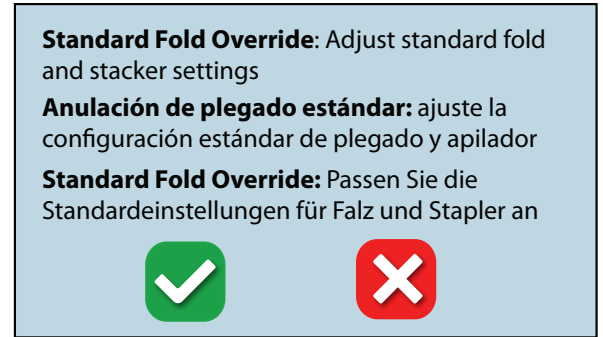 Standard Fold Override: Adjust standard fold
and stacker settings
Anulación de plegado estándar: ajuste la
configuración estándar de plegado y apilador
Standard Fold Override: Passen Sie die
Standardeinstellungen für Falz und Stapler an